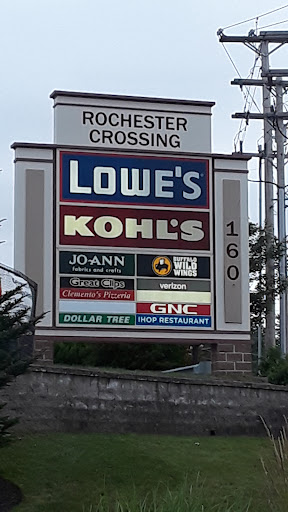 ROCHESTER
CROSSING
LOWE'S
KOHL'S
160
JO-ANN
fabrics and crafts
BUFFALO
WILD
WINGS
Great Clips
verizon
Clemento's Pizzeria
GNC
DOLLAR TREE
IHOP RESTAURANT